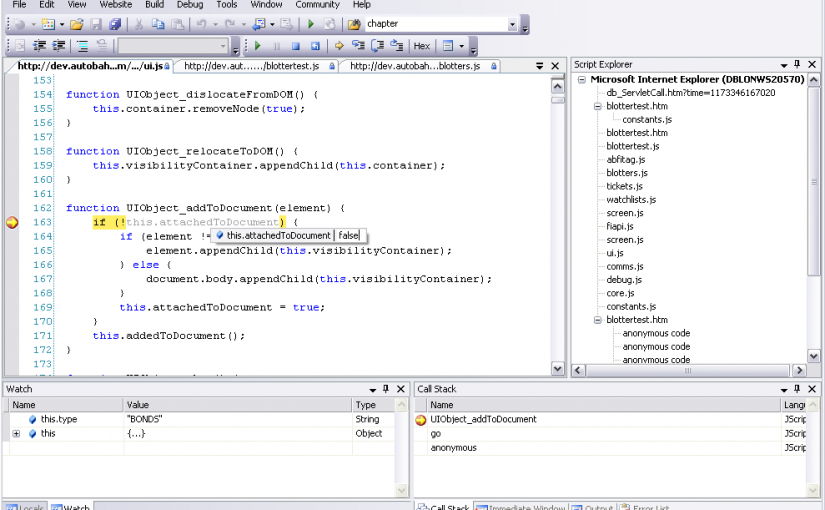 File Edit View Website Build Debug Tools Window Community Help
chapter
Hex
http://dev.autobah...m/.../ui.js http://dev.aut....../blottertest.js http://dev.autobah...blotters.js
153
154 function UIObject_dislocateFromDOM() {
155 this.container.removeNode(true);
156 }
157
158 function UIObject_relocateToDOM() {
159 this.visibilityContainer.appendChild(this.container);
160 }
161
162 function UIObject_addToDocument(element) {
163 if (!this.attachedToDocument) {
164 if (element !=
this.attachedToDocument false
165 element.appendChild(this.visibilityContainer);
166 } else {
167 document.body.appendChild(this.visibilityContainer);
168 }
169 this.attachedToDocument = true;
170 }
171 this.addedToDocument();
172 }
173
Script Explorer
Microsoft Internet Explorer (DBLONWS20570)
db_ServletCall.htm?time=1173346167020
blottertest.htm
constants.js
blottertest.htm
blottertest.js
abfitag.js
blotters.js
tickets.js
watchlists.js
screen.js
fiapi.js
screen.js
ui.js
comms.js
debug.js
core.js
constants.js
blottertest.htm
anonymous code
anonymous code
anonymous code
Watch
Name Value Type
this.type "BONDS" String
this {...} Object
Locals Watch
Call Stack
Name Langu
UIObject_addToDocument JScrip
go JScrip
anonymous JScrip
Call Stack Immediate Window Output Error List